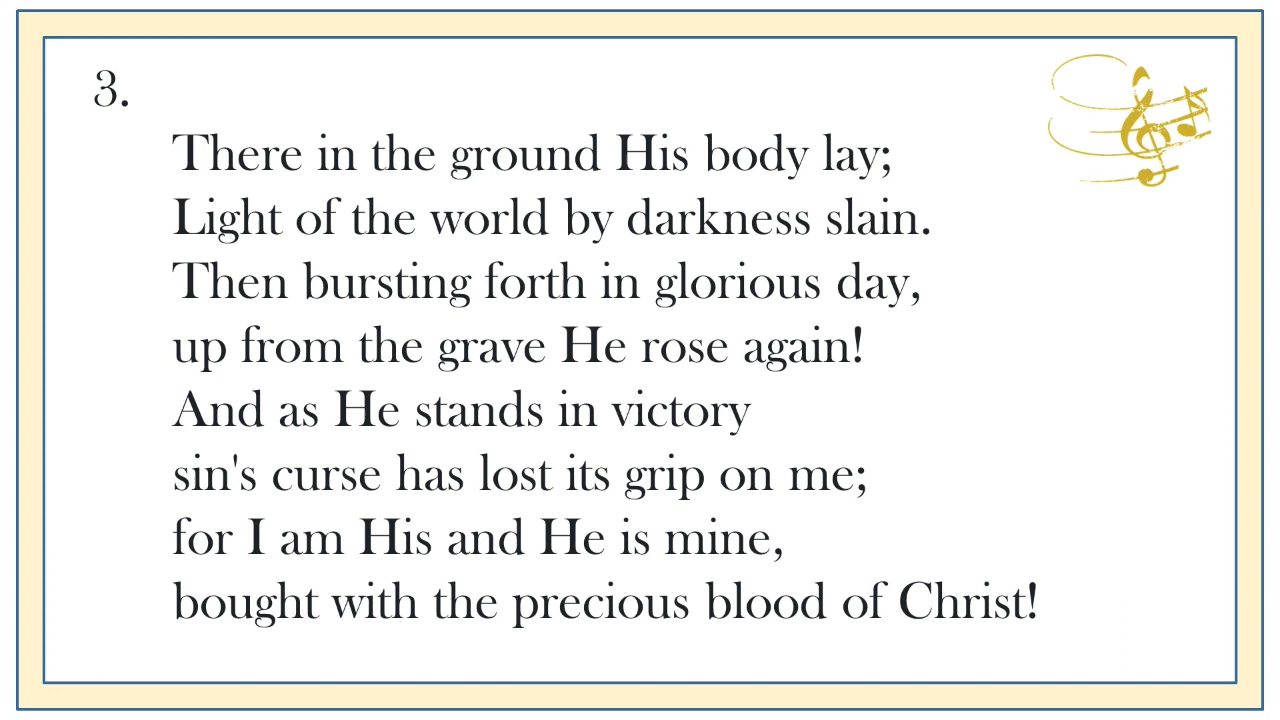 3.
There in the ground His body lay;
Light of the world by darkness slain.
Then bursting forth in glorious day,
up from the grave He rose again!
And as He stands in victory
sin's curse has lost its grip on me;
for I am His and He is mine,
bought with the precious blood of Christ!